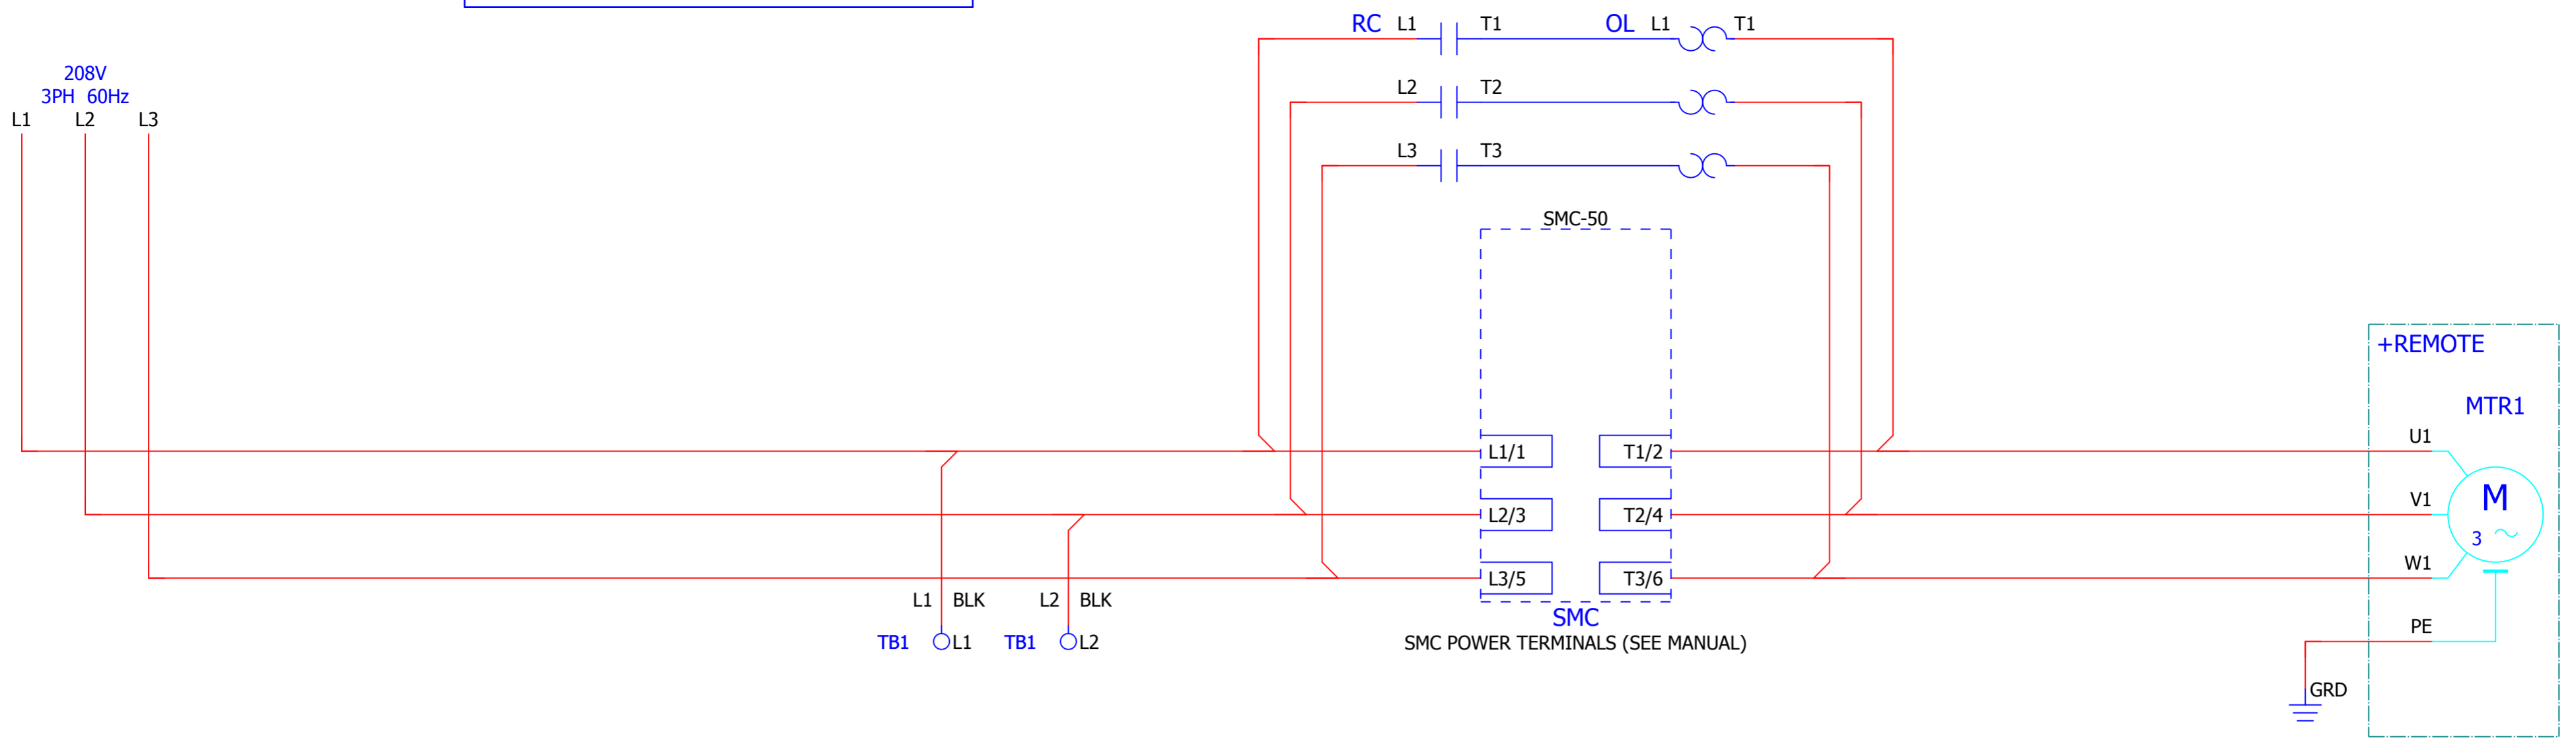 RC L1 T1 OL L1 T1
208V
3PH 60Hz
L1 L2 L3
L2 T2
L3 T3
SMC-50
+REMOTE
MTR1
U1
L1/1 T1/2
V1
M
3
L2/3 T2/4
W1
L3/5 T3/6
L1 BLK L2 BLK
SMC
PE
TB1 L1 TB1 L2
SMC POWER TERMINALS (SEE MANUAL)
GRD